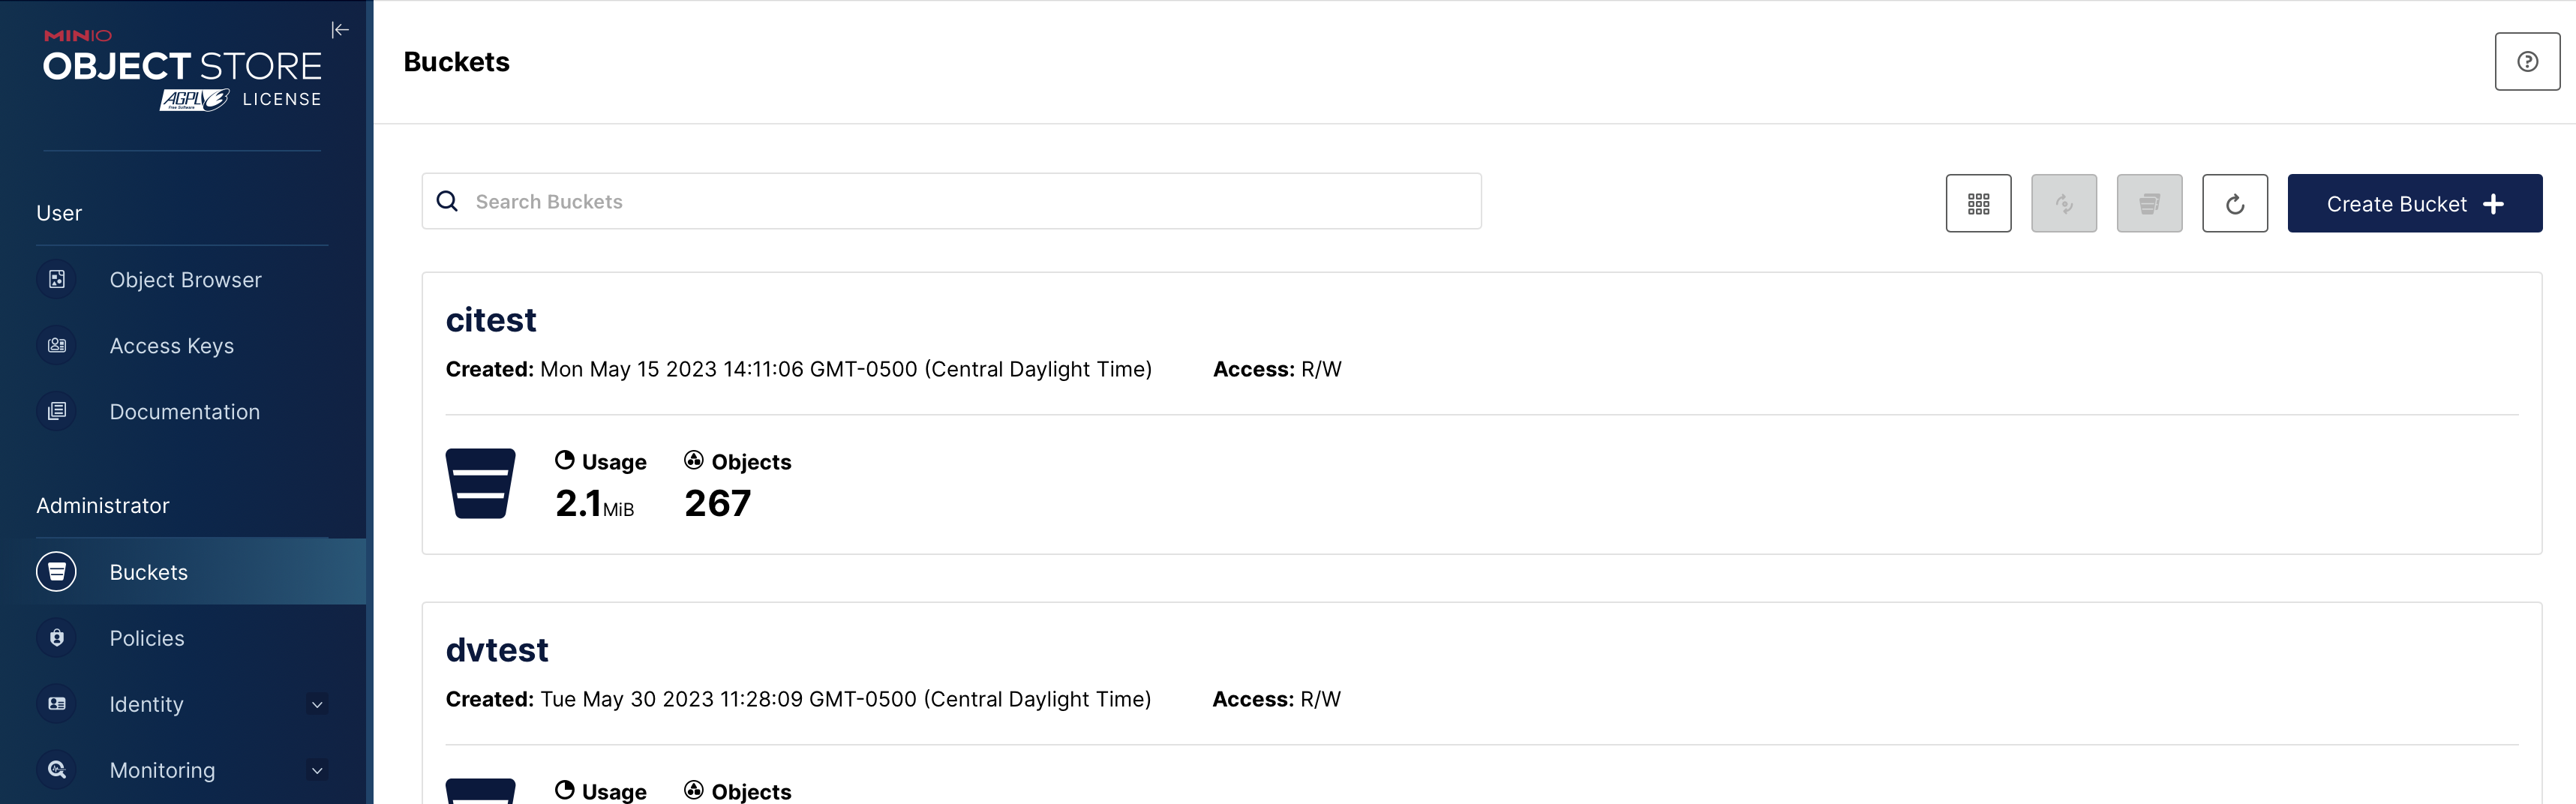 MINIO
OBJECT STORE
AGPL v3 LICENSE
Free Software
User
Object Browser
Access Keys
Documentation
Administrator
Buckets
Policies
Identity
Monitoring
Buckets
Search Buckets
Create Bucket
citest
Created: Mon May 15 2023 14:11:06 GMT-0500 (Central Daylight Time) Access: R/W
Usage Objects
2.1MiB 267
dvtest
Created: Tue May 30 2023 11:28:09 GMT-0500 (Central Daylight Time) Access: R/W
Usage Objects